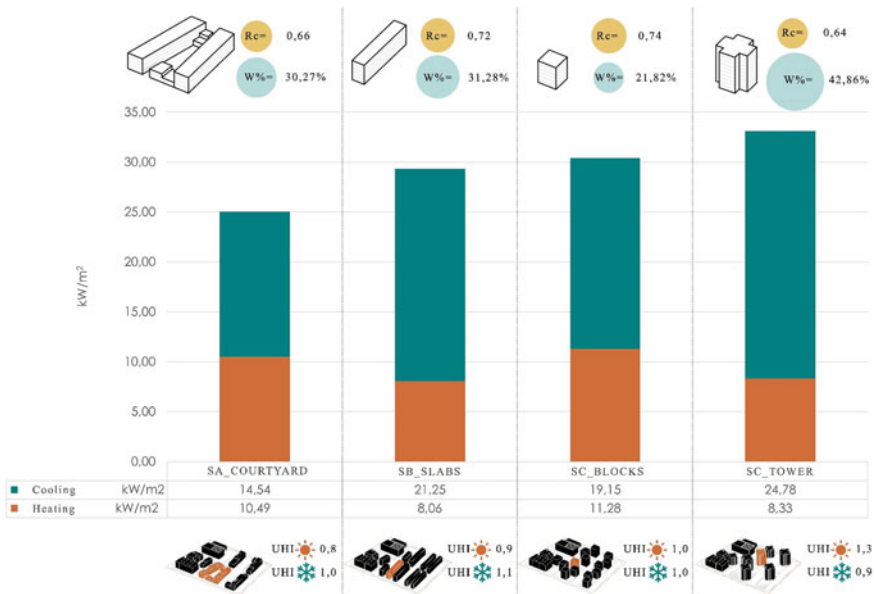 Rc= 0,66 Rc= 0,72 Rc= 0,74 Rc= 0,64
W%= 30,27% W%= 31,28% W%= 21,82% W%= 42,86%
35,00
30,00
25,00
20,00
15,00
10,00
5,00
0,00
kW/m²
SA_COURTYARD SB_SLABS SC_BLOCKS SC_TOWER
Cooling kW/m2 14,54 21,25 19,15 24,78
Heating kW/m2 10,49 8,06 11,28 8,33
UHI 0,8 UHI 0,9 UHI 1,0 UHI 1,3
UHI 1,0 UHI 1,1 UHI 1,0 UHI 0,9